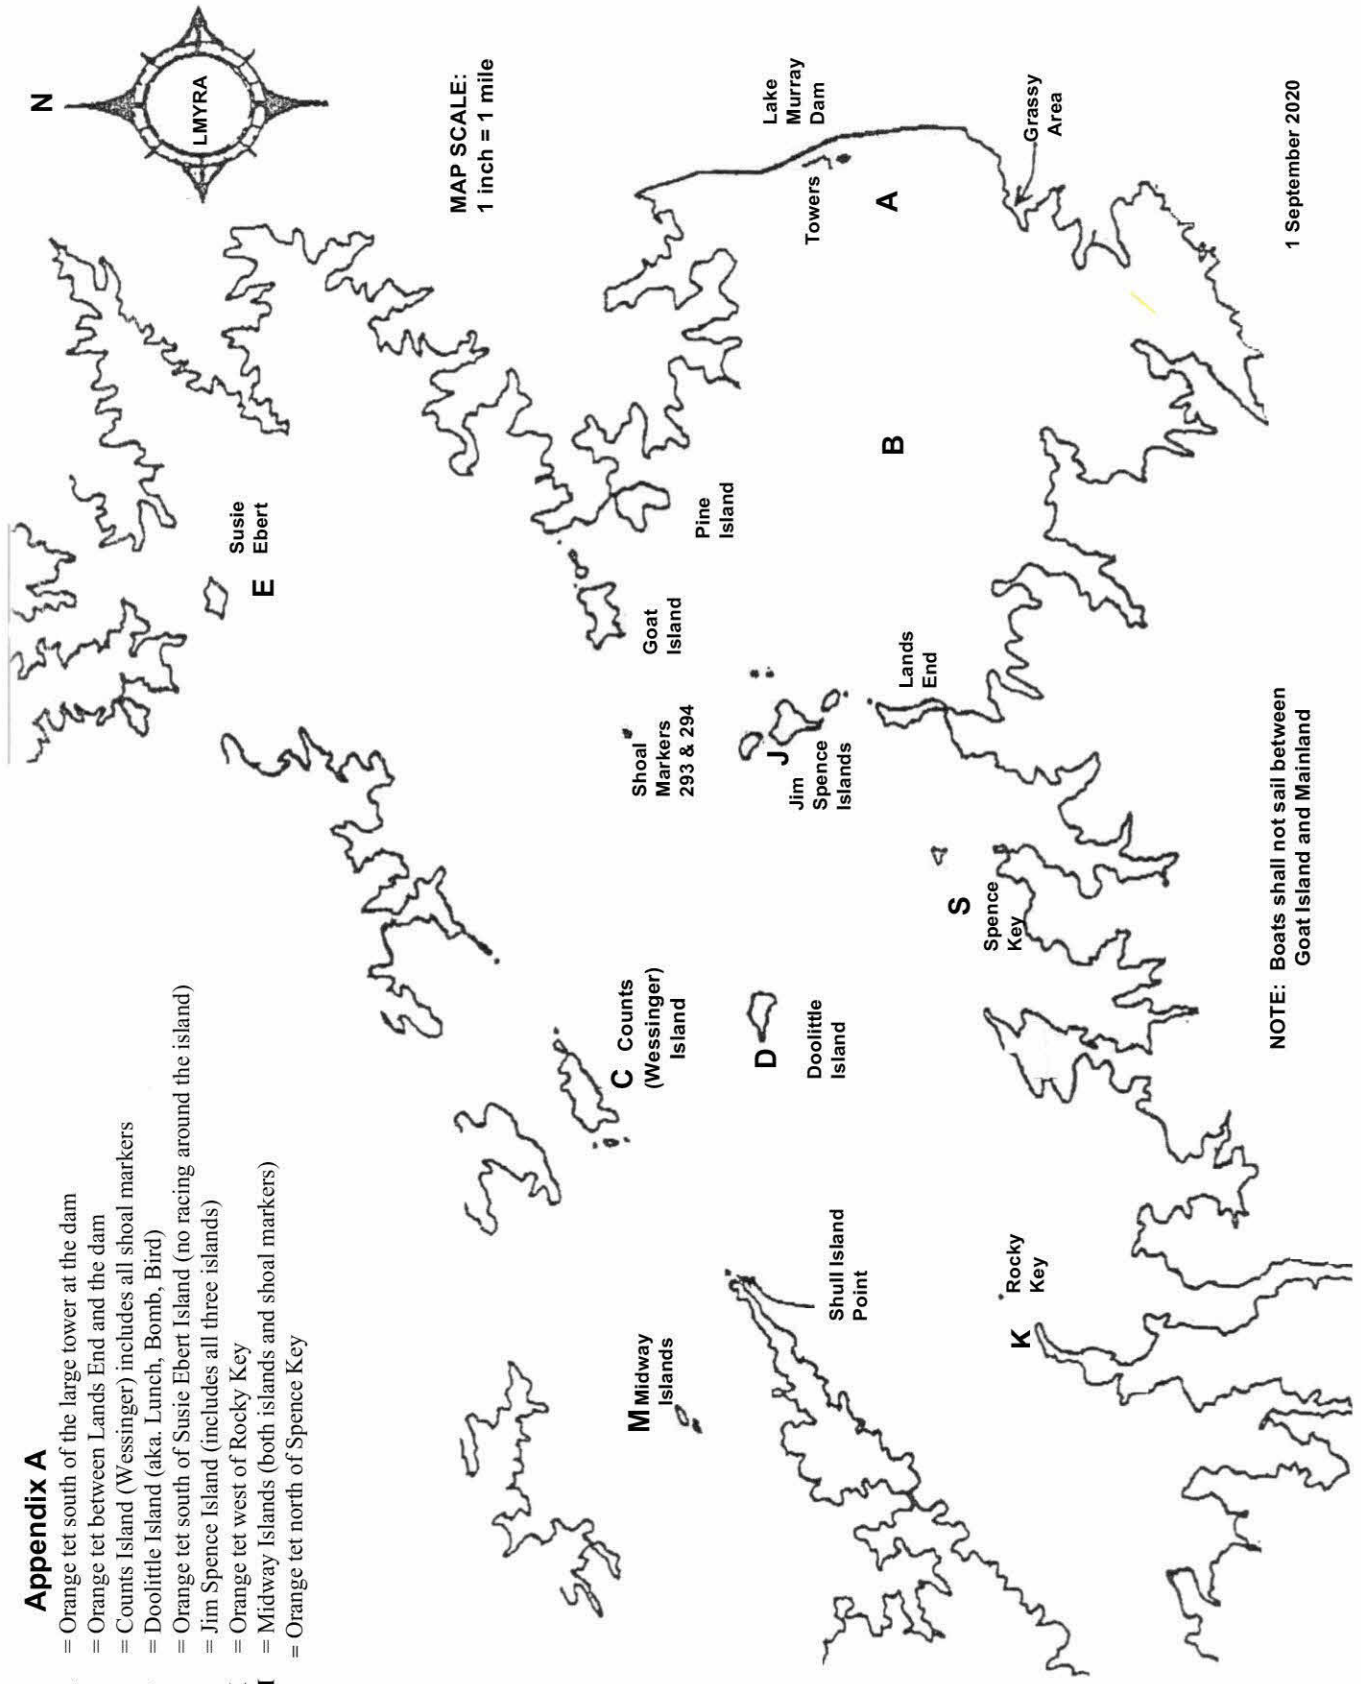 Appendix A
= Orange tet south of the large tower at the dam
= Orange tet between Lands End and the dam
= Counts Island (Wessinger) includes all shoal markers
= Doolittle Island (aka. Lunch, Bomb, Bird)
= Orange tet south of Susie Ebert Island (no racing around the island)
= Jim Spence Island (includes all three islands)
= Orange tet west of Rocky Key
= Midway Islands (both islands and shoal markers)
= Orange tet north of Spence Key
N
LMYRA
MAP SCALE:
1 inch = 1 mile
Susie
Ebert
E
M Midway
Islands
C Counts
(Wessinger)
Island
Shoal
Markers
293 & 294
Goat
Island
Pine
Island
Lake
Murray
Dam
Towers
A
Shull Island
Point
D
Doolittle
Island
J
Jim
Spence
Islands
Lands
End
B
K
Rocky
Key
S
Spence
Key
Grassy
Area
NOTE: Boats shall not sail between
Goat Island and Mainland
1 September 2020